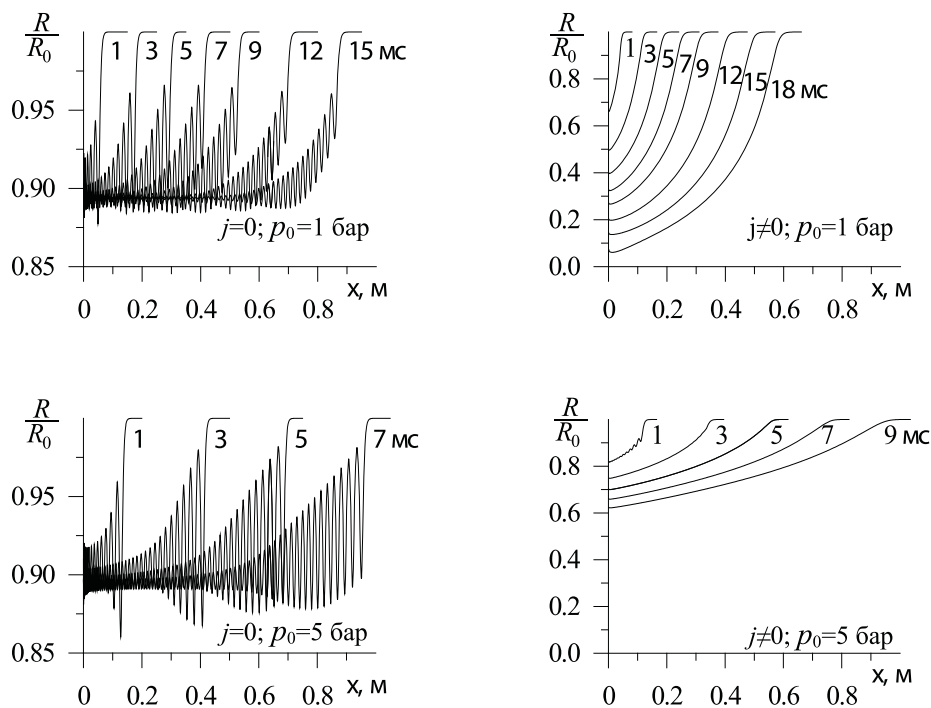 R
R0
0.95
0.90
0.85
1 3 5 7 9 12 15 мс
j=0; p0=1 бар
x, м
0 0.2 0.4 0.6 0.8
R
R0
0.8
0.6
0.4
0.2
0.0
1 3 5 7 9 12 15 18 мс
j≠0; p0=1 бар
x, м
0 0.2 0.4 0.6 0.8
R
R0
0.95
0.90
0.85
1 3 5 7 мс
j=0; p0=5 бар
x, м
0 0.2 0.4 0.6 0.8
R
R0
0.8
0.6
0.4
0.2
0.0
1 3 5 7 9 мс
j≠0; p0=5 бар
x, м
0 0.2 0.4 0.6 0.8